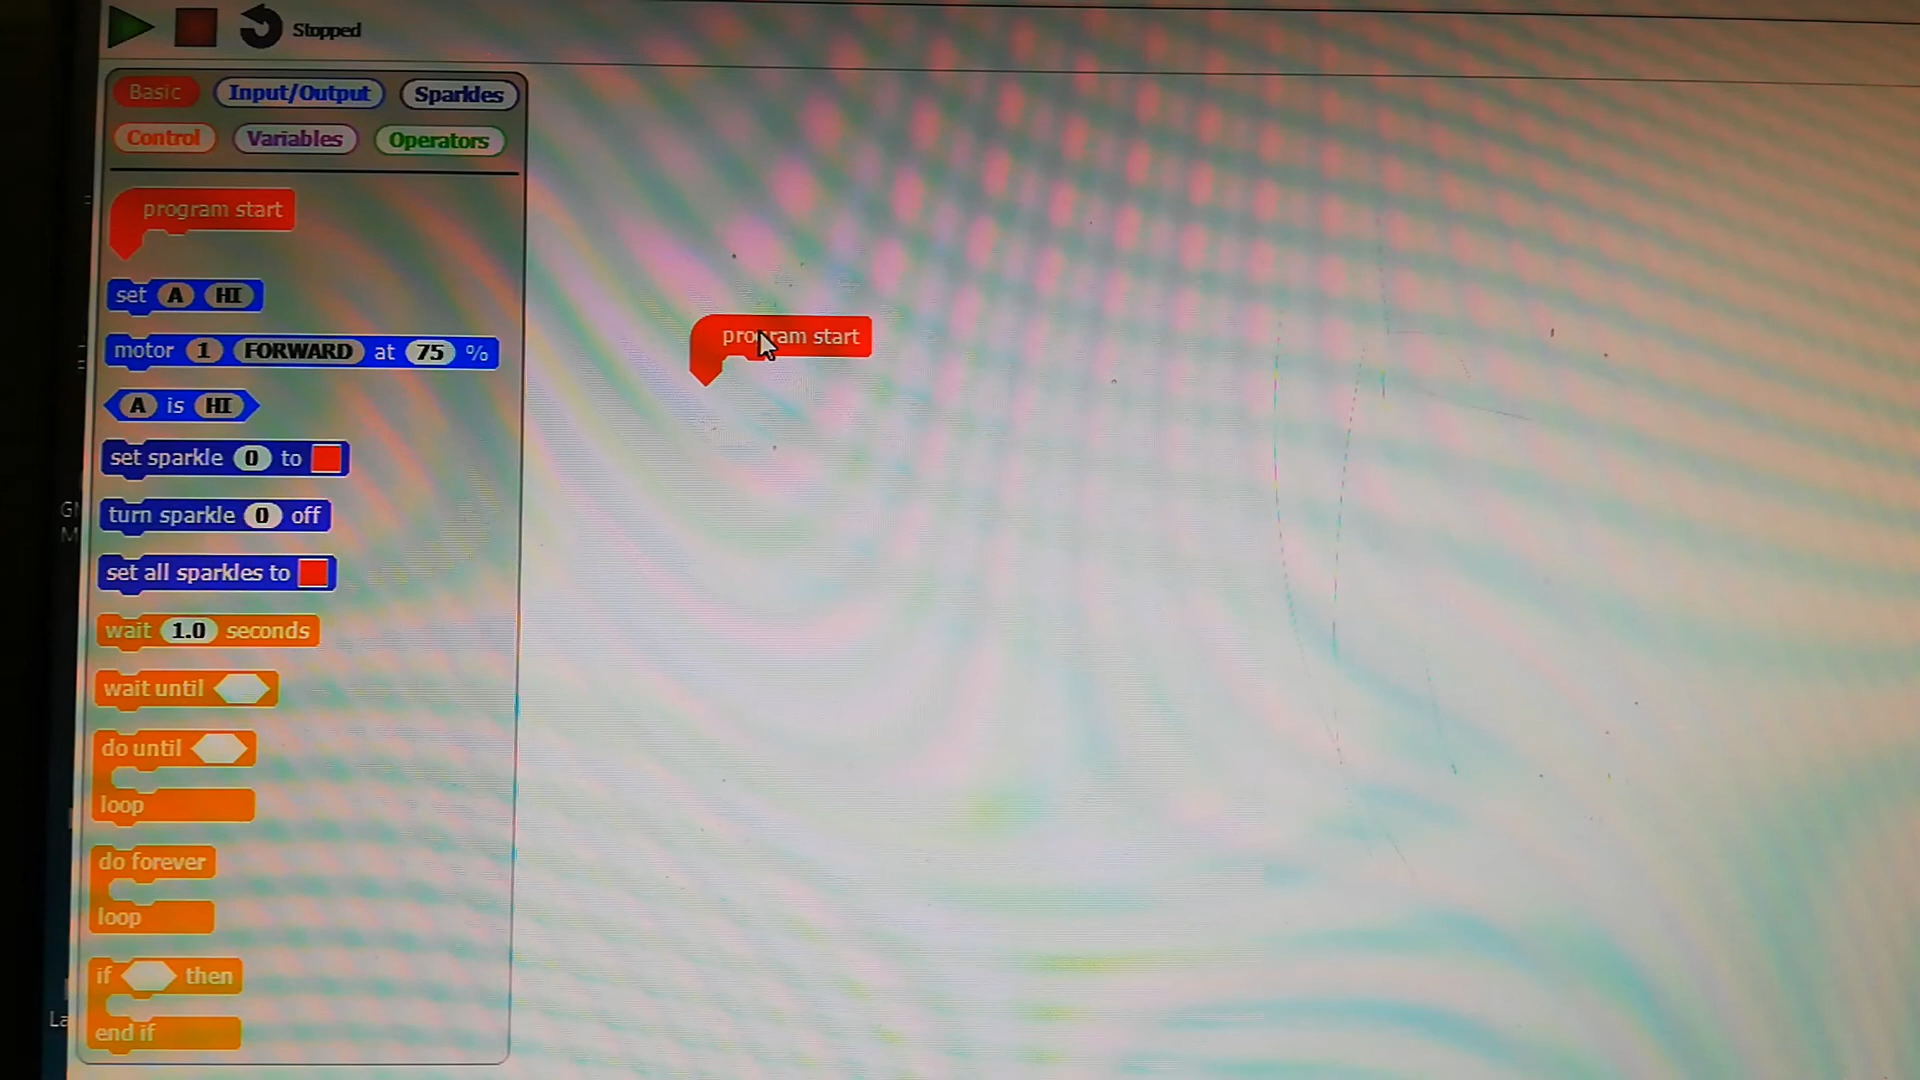 Stopped
Basic Input/Output Sparkles
Control Variables Operators
program start
set A HI
motor 1 FORWARD at 75 %
program start
A is HI
set sparkle 0 to
turn sparkle 0 off
set all sparkles to
wait 1.0 seconds
wait until
do until
loop
do forever
loop
if then
end if